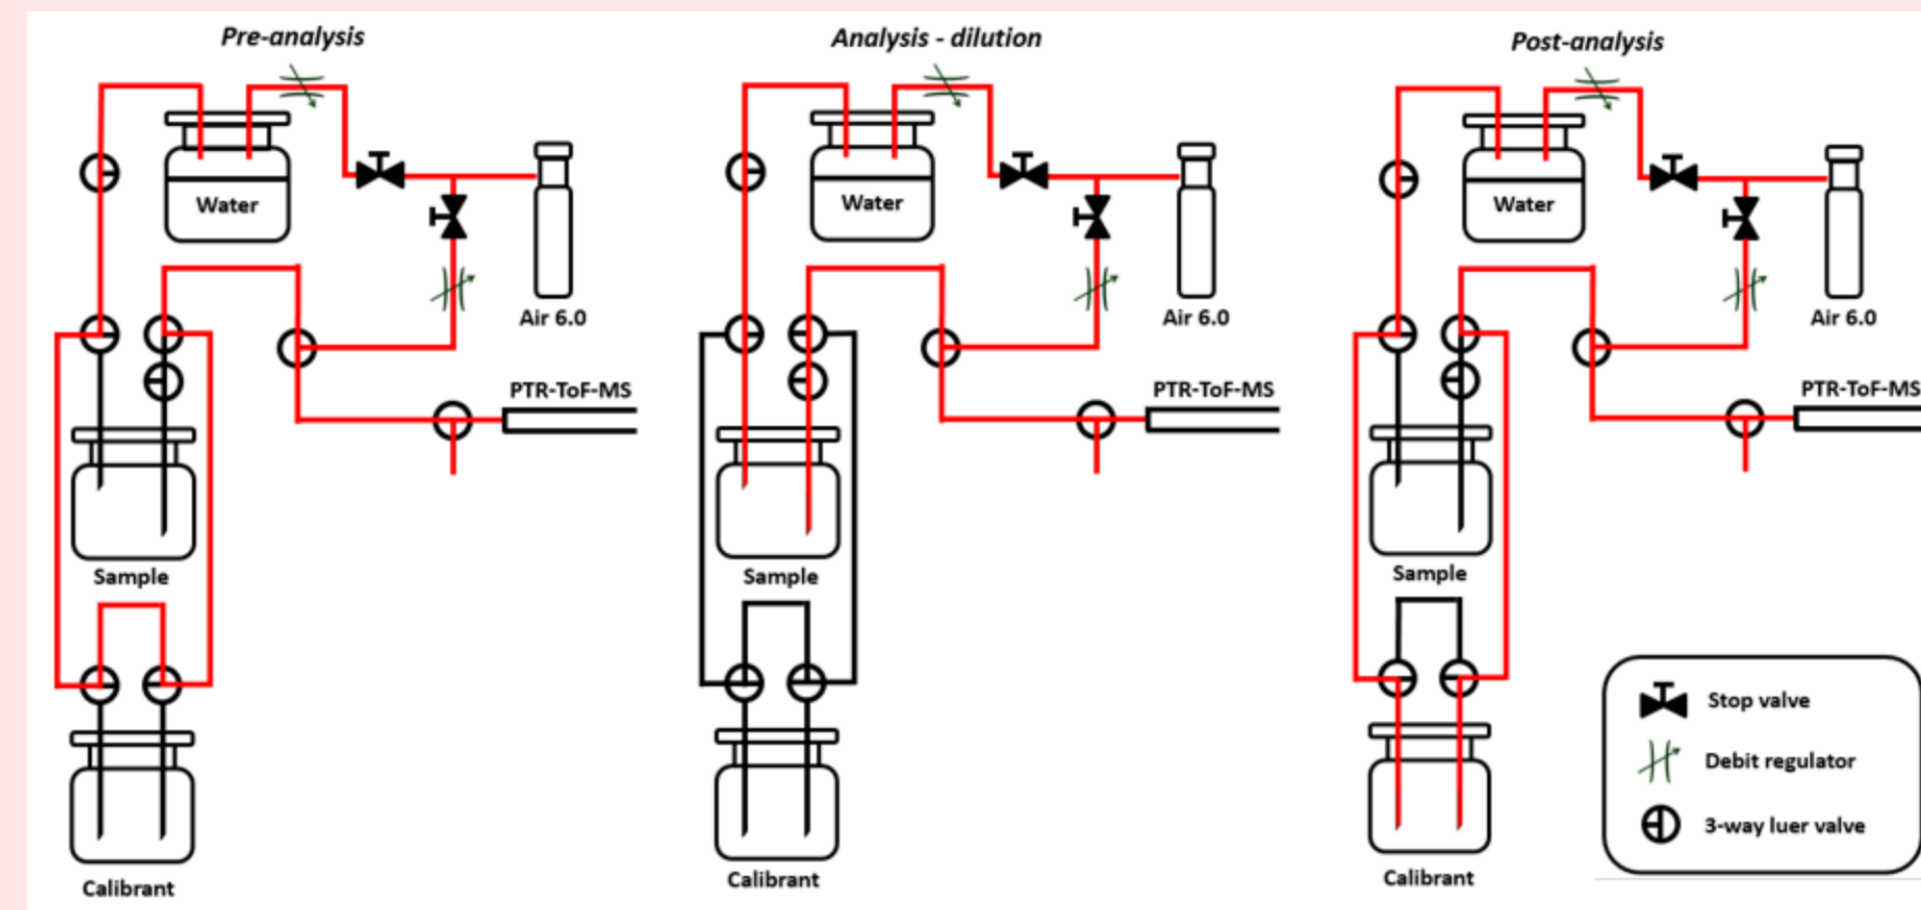 Pre-analysis
Analysis - dilution
Post-analysis
Water
Water
Water
Air 6.0
Air 6.0
Air 6.0
PTR-ToF-MS
PTR-ToF-MS
PTR-ToF-MS
Sample
Sample
Sample
Stop valve
Debit regulator
3-way luer valve
Calibrant
Calibrant
Calibrant